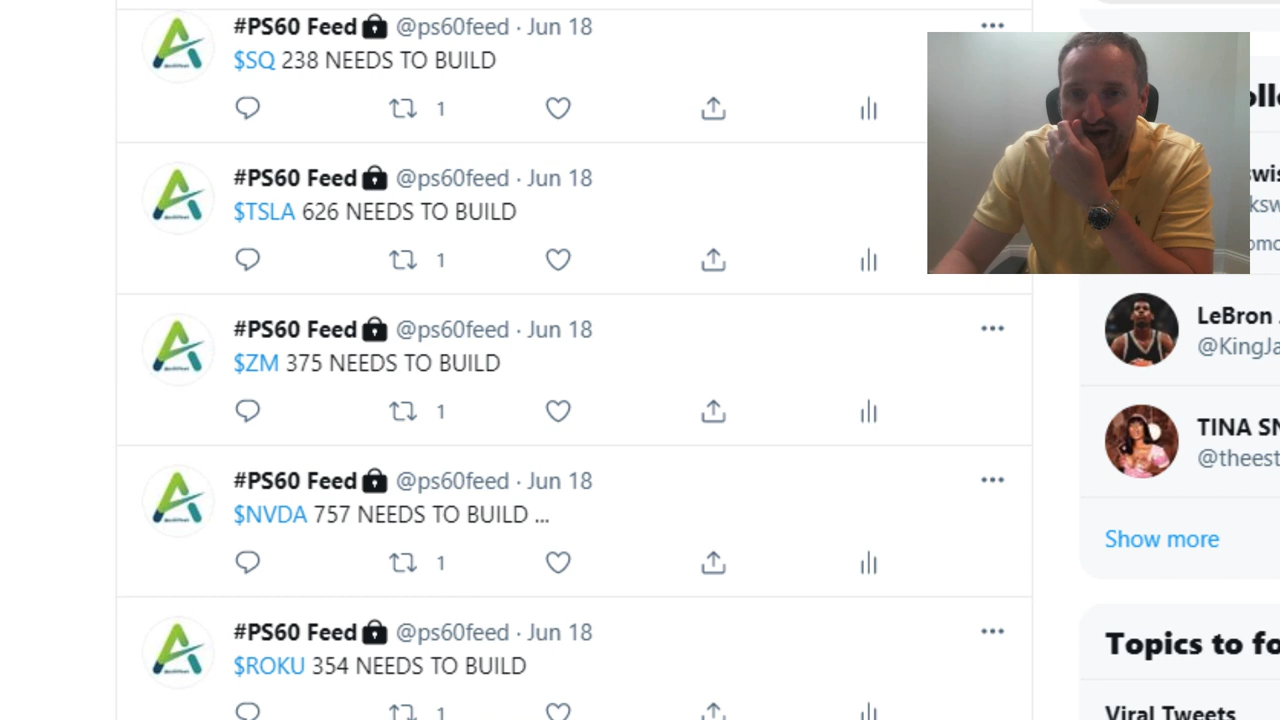 #PS60 Feed @ps60feed · Jun 18
$SQ 238 NEEDS TO BUILD
1
#PS60 Feed @ps60feed · Jun 18
$TSLA 626 NEEDS TO BUILD
1
#PS60 Feed @ps60feed · Jun 18
$ZM 375 NEEDS TO BUILD
1
#PS60 Feed @ps60feed · Jun 18
$NVDA 757 NEEDS TO BUILD ...
1
#PS60 Feed @ps60feed · Jun 18
$ROKU 354 NEEDS TO BUILD
1
LeBron
@KingJa
TINA SN
@theest
Show more
Topics to fo
Viral Tweets